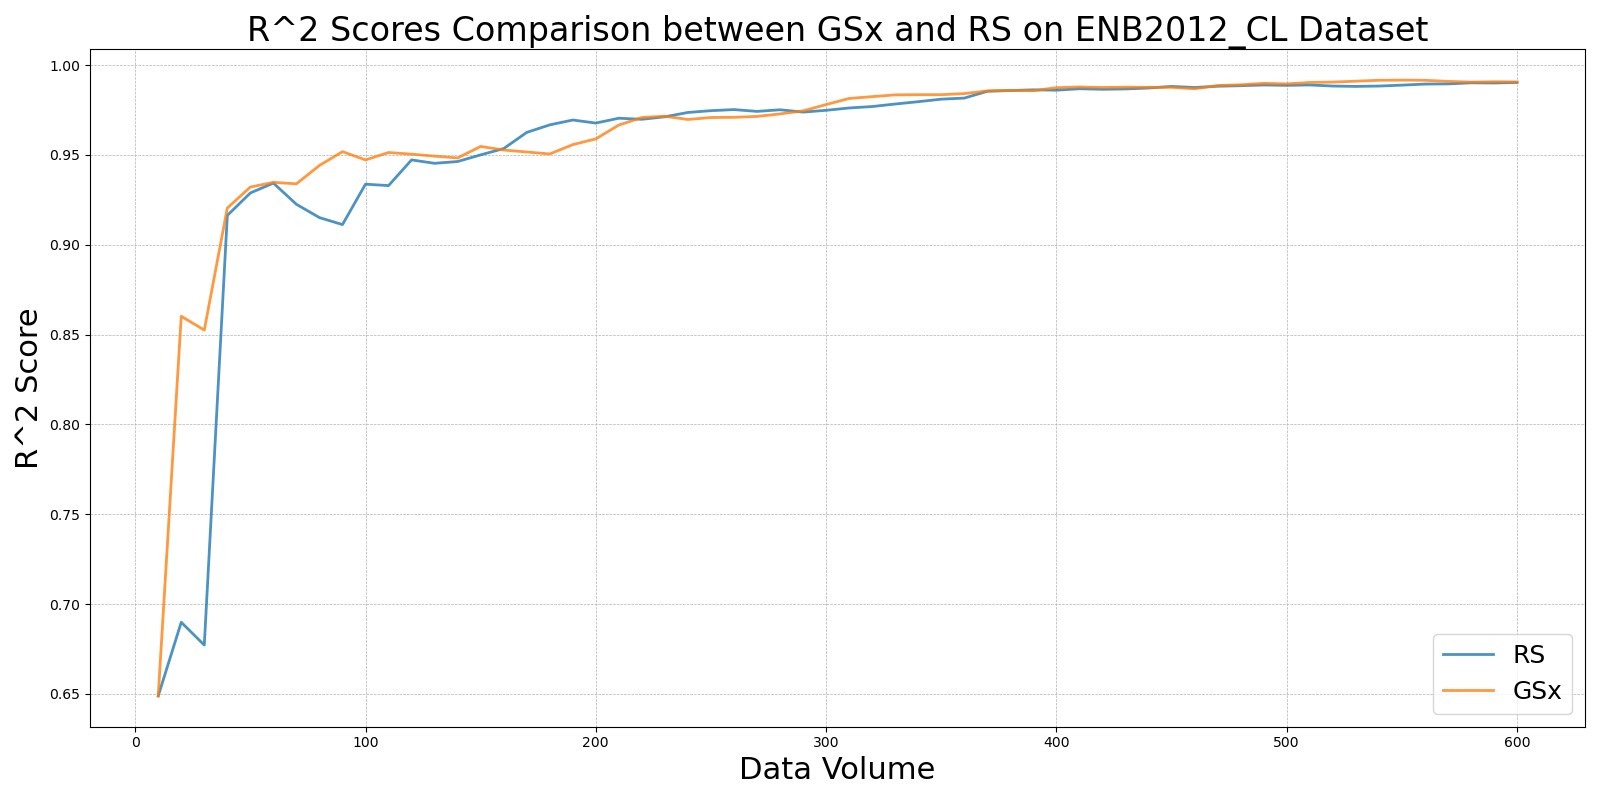 R^2 Scores Comparison between GSx and RS on ENB2012_CL Dataset
1.00
0.95
0.90
0.85
0.80
0.75
0.70
0.65
R^2 Score
0 100 200 300 400 500 600
Data Volume
RS
GSx